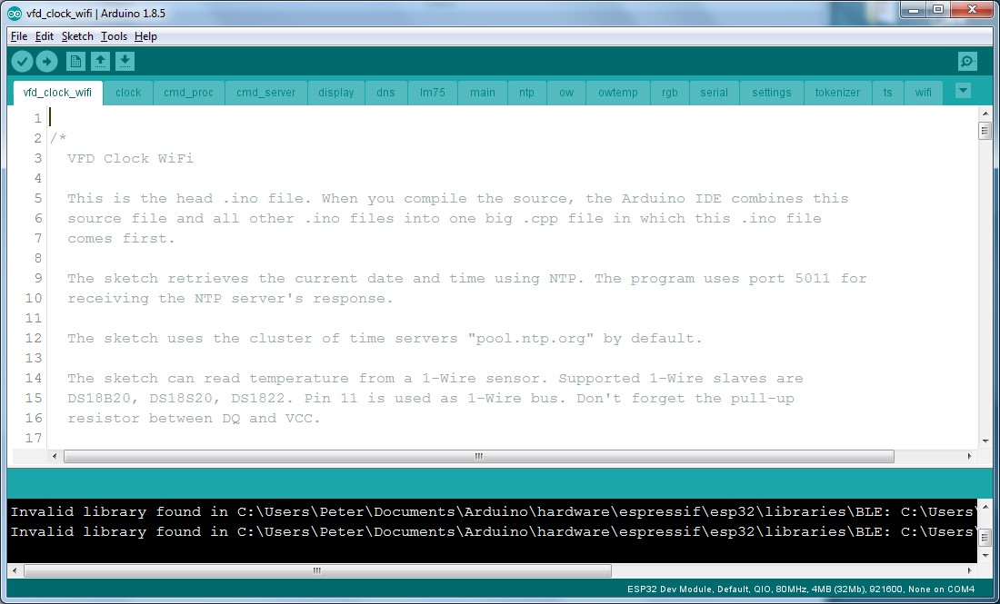 vfd_clock_wifi | Arduino 1.8.5
File Edit Sketch Tools Help
vfd_clock_wifi clock cmd_proc cmd_server display dns lm75 main ntp ow owtemp rgb serial settings tokenizer ts wifi
1
2 /*
3 VFD Clock WiFi
4
5 This is the head .ino file. When you compile the source, the Arduino IDE combines this
6 source file and all other .ino files into one big .cpp file in which this .ino file
7 comes first.
8
9 The sketch retrieves the current date and time using NTP. The program uses port 5011 for
10 receiving the NTP server's response.
11
12 The sketch uses the cluster of time servers "pool.ntp.org" by default.
13
14 The sketch can read temperature from a 1-Wire sensor. Supported 1-Wire slaves are
15 DS18B20, DS18S20, DS1822. Pin 11 is used as 1-Wire bus. Don't forget the pull-up
16 resistor between DQ and VCC.
17
Invalid library found in C:\Users\Peter\Documents\Arduino\hardware\espressif\esp32\libraries\BLE: C:\Users\
Invalid library found in C:\Users\Peter\Documents\Arduino\hardware\espressif\esp32\libraries\BLE: C:\Users\
ESP32 Dev Module, Default, QIO, 80MHz, 4MB (32Mb), 921600, None on COM4